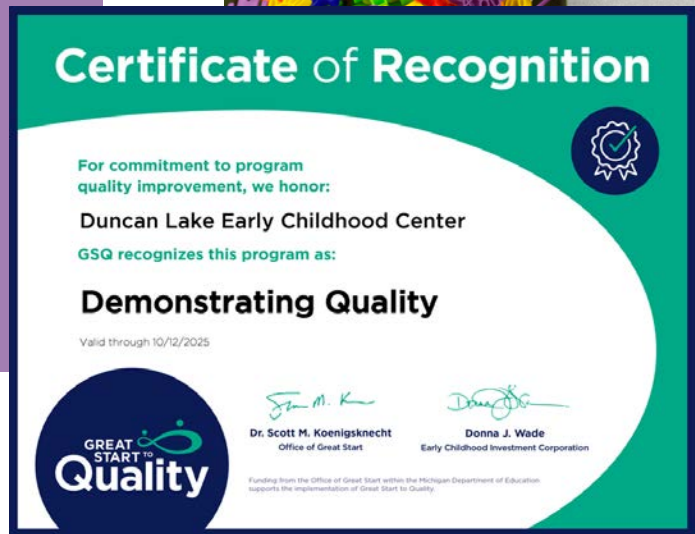 Certificate of Recognition
For commitment to program
quality improvement, we honor:
Duncan Lake Early Childhood Center
GSQ recognizes this program as:
Demonstrating Quality
Valid through 10/12/2025
Dr. Scott M. Koenigsknecht
Office of Great Start
Donna J. Wade
Early Childhood Investment Corporation
GREAT
START TO
Quality
Funding from the Office of Great Start within the Michigan Department of Education
supports the implementation of Great Start to Quality.